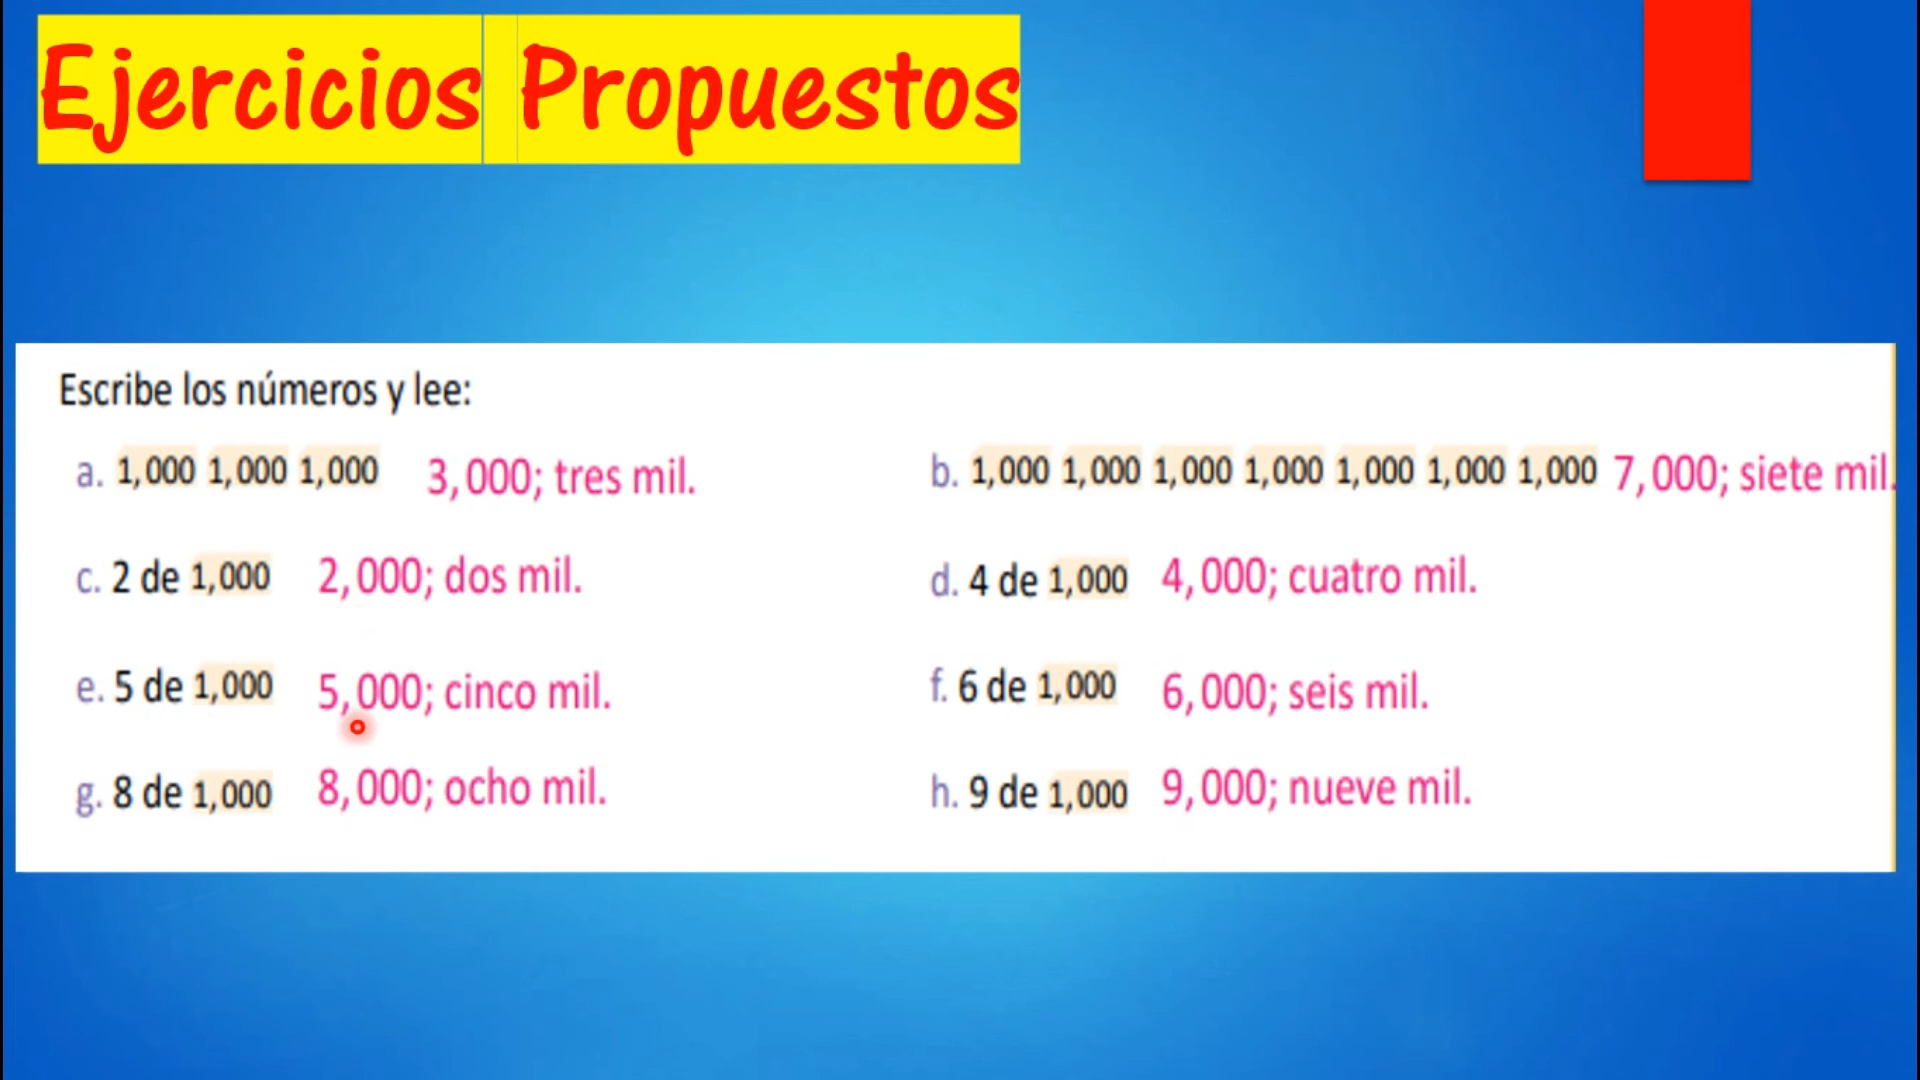 Ejercicios Propuestos
Escribe los números y lee:
a. 1,000 1,000 1,000 3,000; tres mil.
b. 1,000 1,000 1,000 1,000 1,000 1,000 1,000 7,000; siete mil.
c. 2 de 1,000 2,000; dos mil.
d. 4 de 1,000 4,000; cuatro mil.
e. 5 de 1,000 5,000; cinco mil.
f. 6 de 1,000 6,000; seis mil.
g. 8 de 1,000 8,000; ocho mil.
h. 9 de 1,000 9,000; nueve mil.